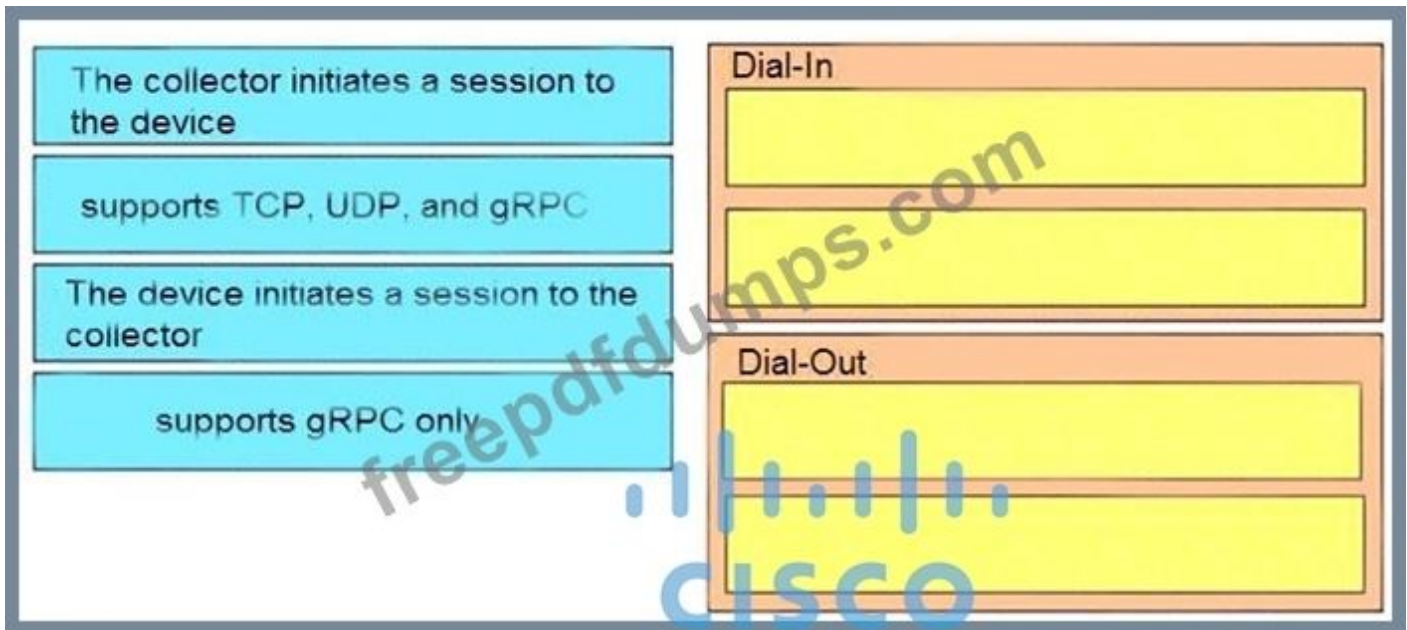 The collector initiates a session to
the device
supports TCP, UDP, and gRPC
The device initiates a session to the
collector
supports gRPC only
Dial-In
Dial-Out
freepdfdumps.com
CISCO